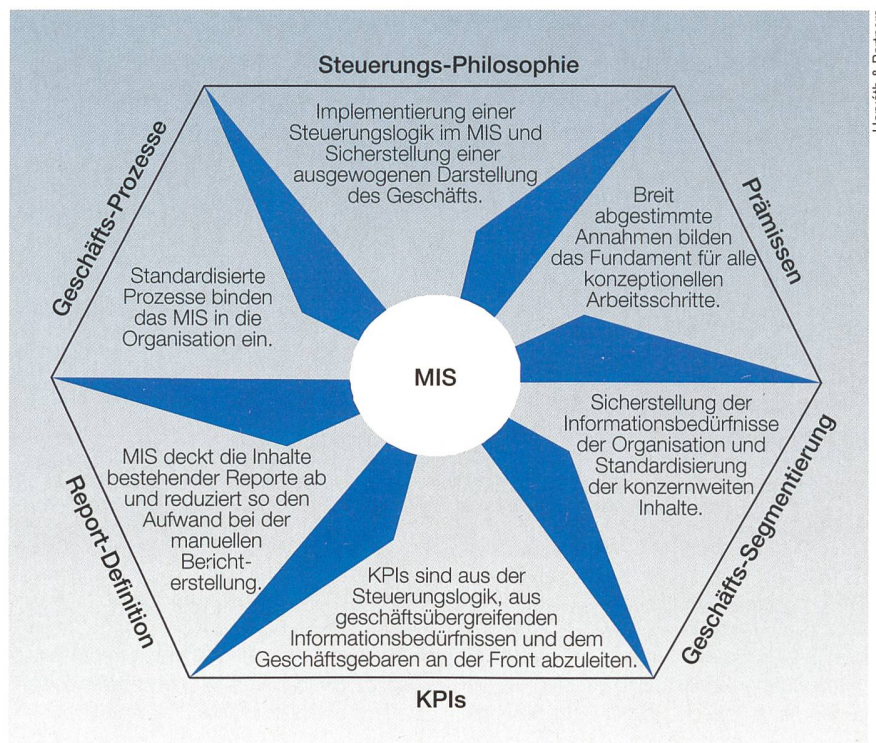 Steuerungs-Philosophie
Implementierung einer
Steuerungslogik im MIS und
Sicherstellung einer
ausgewogenen Darstellung
des Geschäfts.
Prämissen
Breit
abgestimmte
Annahmen bilden
das Fundament für alle
konzeptionellen
Arbeitsschritte.
Geschäfts-Segmentierung
Sicherstellung der
Informationsbedürfnisse
der Organisation und
Standardisierung
der konzernweiten
Inhalte.
KPIs sind aus der
Steuerungslogik, aus
geschäftsübergreifenden
Informationsbedürfnissen und dem
Geschäftsgebaren an der Front abzuleiten.
KPIs
Report-Definition
MIS deckt die Inhalte
bestehender Reporte ab
und reduziert so den
Aufwand bei der
manuellen
Bericht-
erstellung.
Geschäfts-Prozesse
Standardisierte
Prozesse binden
das MIS in die
Organisation ein.
MIS